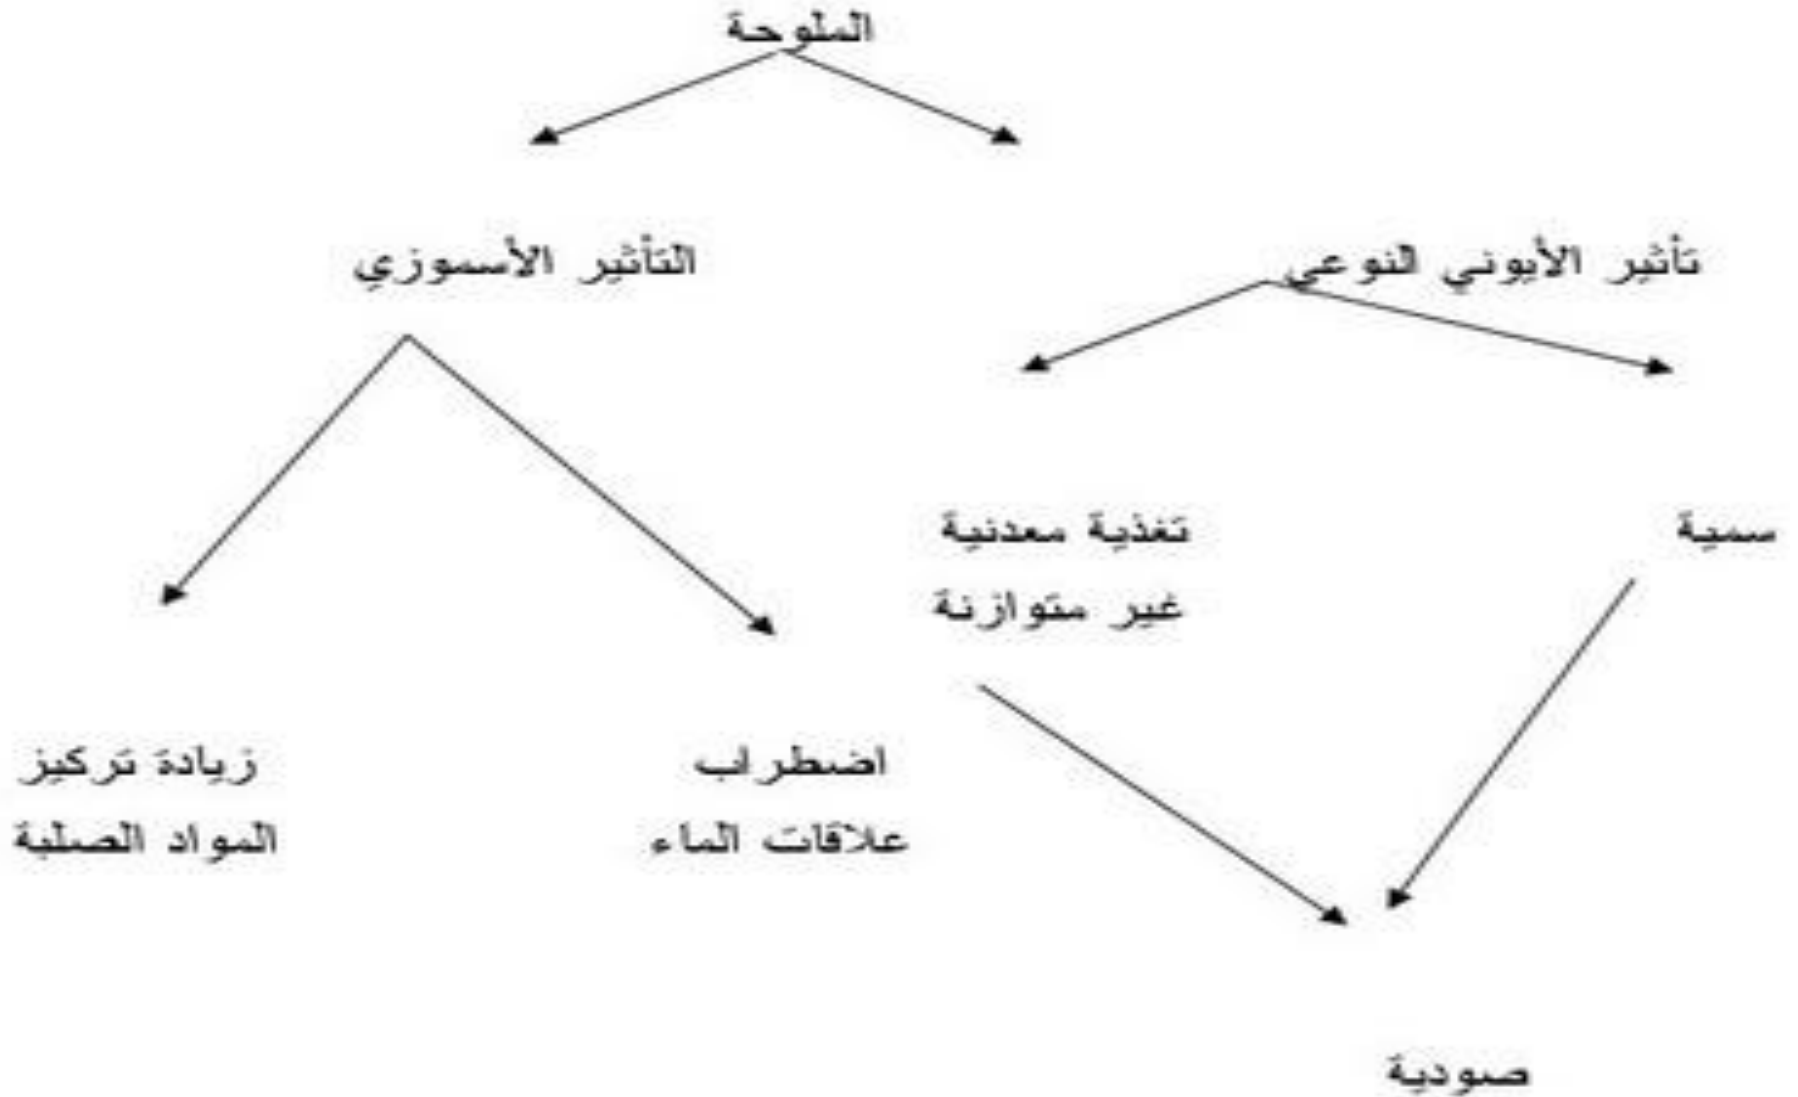 الملوحة
تأثير الأيوني النوعي
التأثير الأسموزي
سمية
تغذية معدنية
غير متوازنة
اضطراب
علاقات الماء
زيادة تركيز
المواد الصلبة
صودية